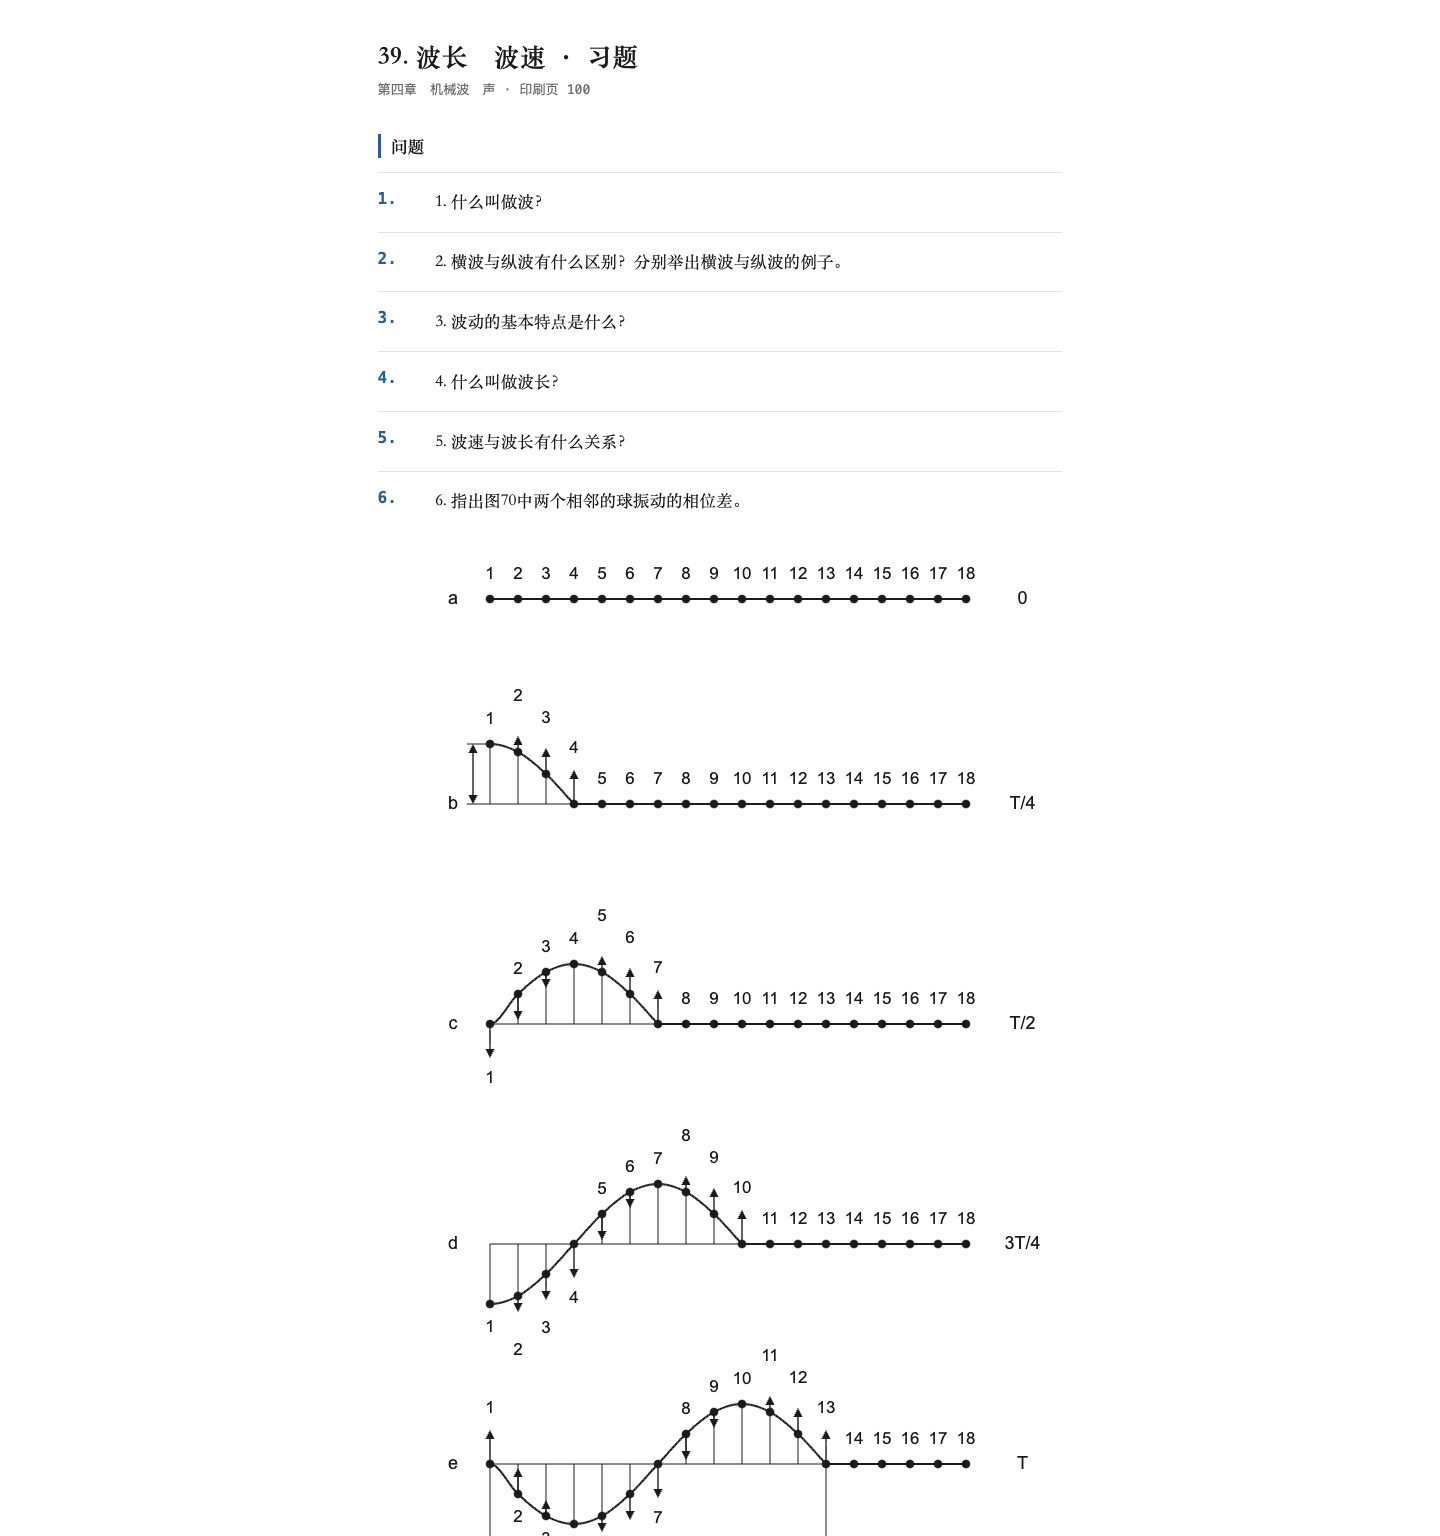 39. 波长　波速 · 习题
第四章　机械波　声 · 印刷页 100
问题
1. 1. 什么叫做波？
2. 2. 横波与纵波有什么区别？分别举出横波与纵波的例子。
3. 3. 波动的基本特点是什么？
4. 4. 什么叫做波长？
5. 5. 波速与波长有什么关系？
6. 6. 指出图70中两个相邻的球振动的相位差。
1 2 3 4 5 6 7 8 9 10 11 12 13 14 15 16 17 18
a 0
2
1 3
4
5 6 7 8 9 10 11 12 13 14 15 16 17 18
b T/4
5
3 4 6
2 7
8 9 10 11 12 13 14 15 16 17 18
c T/2
1
8
6 7 9
5 10
11 12 13 14 15 16 17 18
d 3T/4
4
1 3
2
11
9 10 12
1 8 13
14 15 16 17 18
e T
2 7